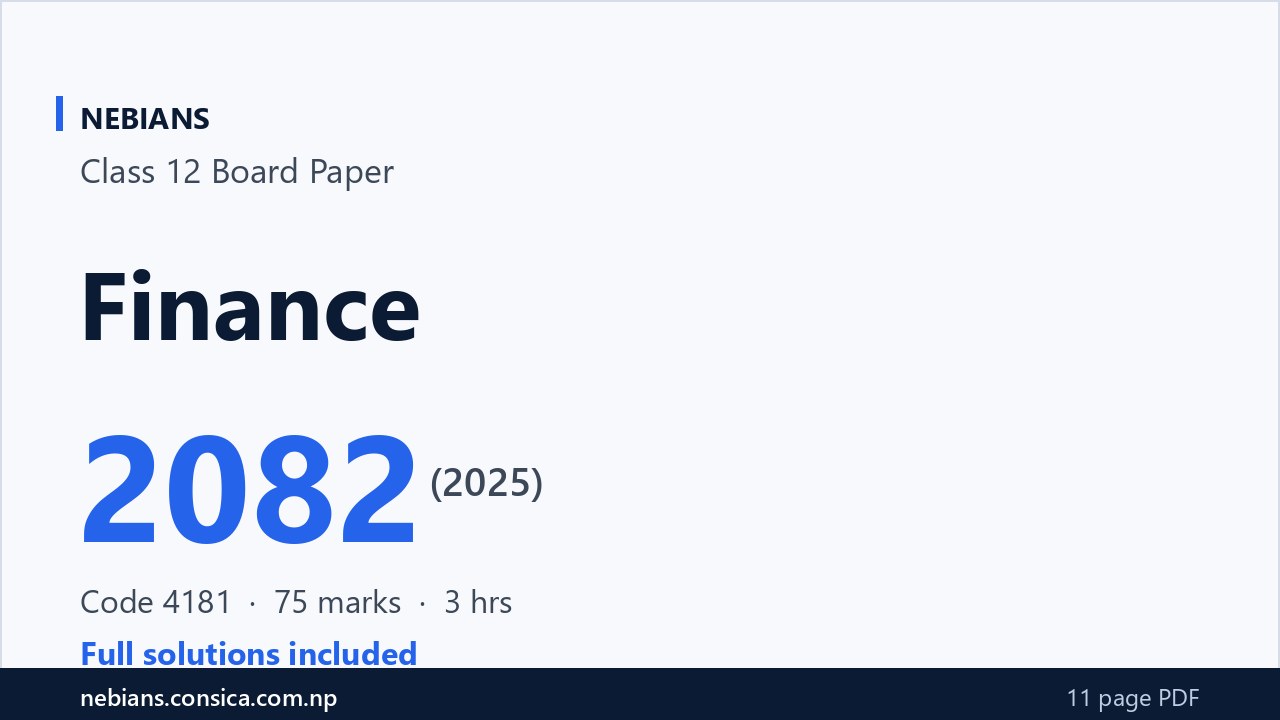 NEBIANS
Class 12 Board Paper
Finance
2082 (2025)
Code 4181 · 75 marks · 3 hrs
Full solutions included
nebians.consica.com.np
11 page PDF